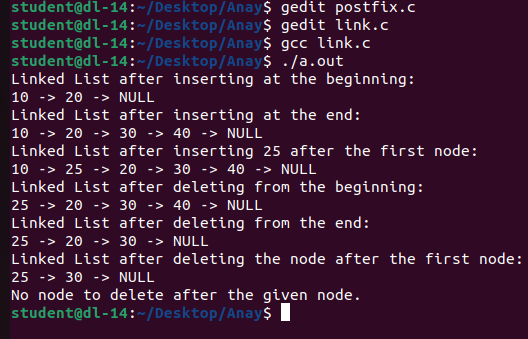 student@dl-14:~/Desktop/Anay$ gedit postfix.c
student@dl-14:~/Desktop/Anay$ gedit link.c
student@dl-14:~/Desktop/Anay$ gcc link.c
student@dl-14:~/Desktop/Anay$ ./a.out
Linked List after inserting at the beginning:
10 -> 20 -> NULL
Linked List after inserting at the end:
10 -> 20 -> 30 -> 40 -> NULL
Linked List after inserting 25 after the first node:
10 -> 25 -> 20 -> 30 -> 40 -> NULL
Linked List after deleting from the beginning:
25 -> 20 -> 30 -> 40 -> NULL
Linked List after deleting from the end:
25 -> 20 -> 30 -> NULL
Linked List after deleting the node after the first node:
25 -> 30 -> NULL
No node to delete after the given node.
student@dl-14:~/Desktop/Anay$